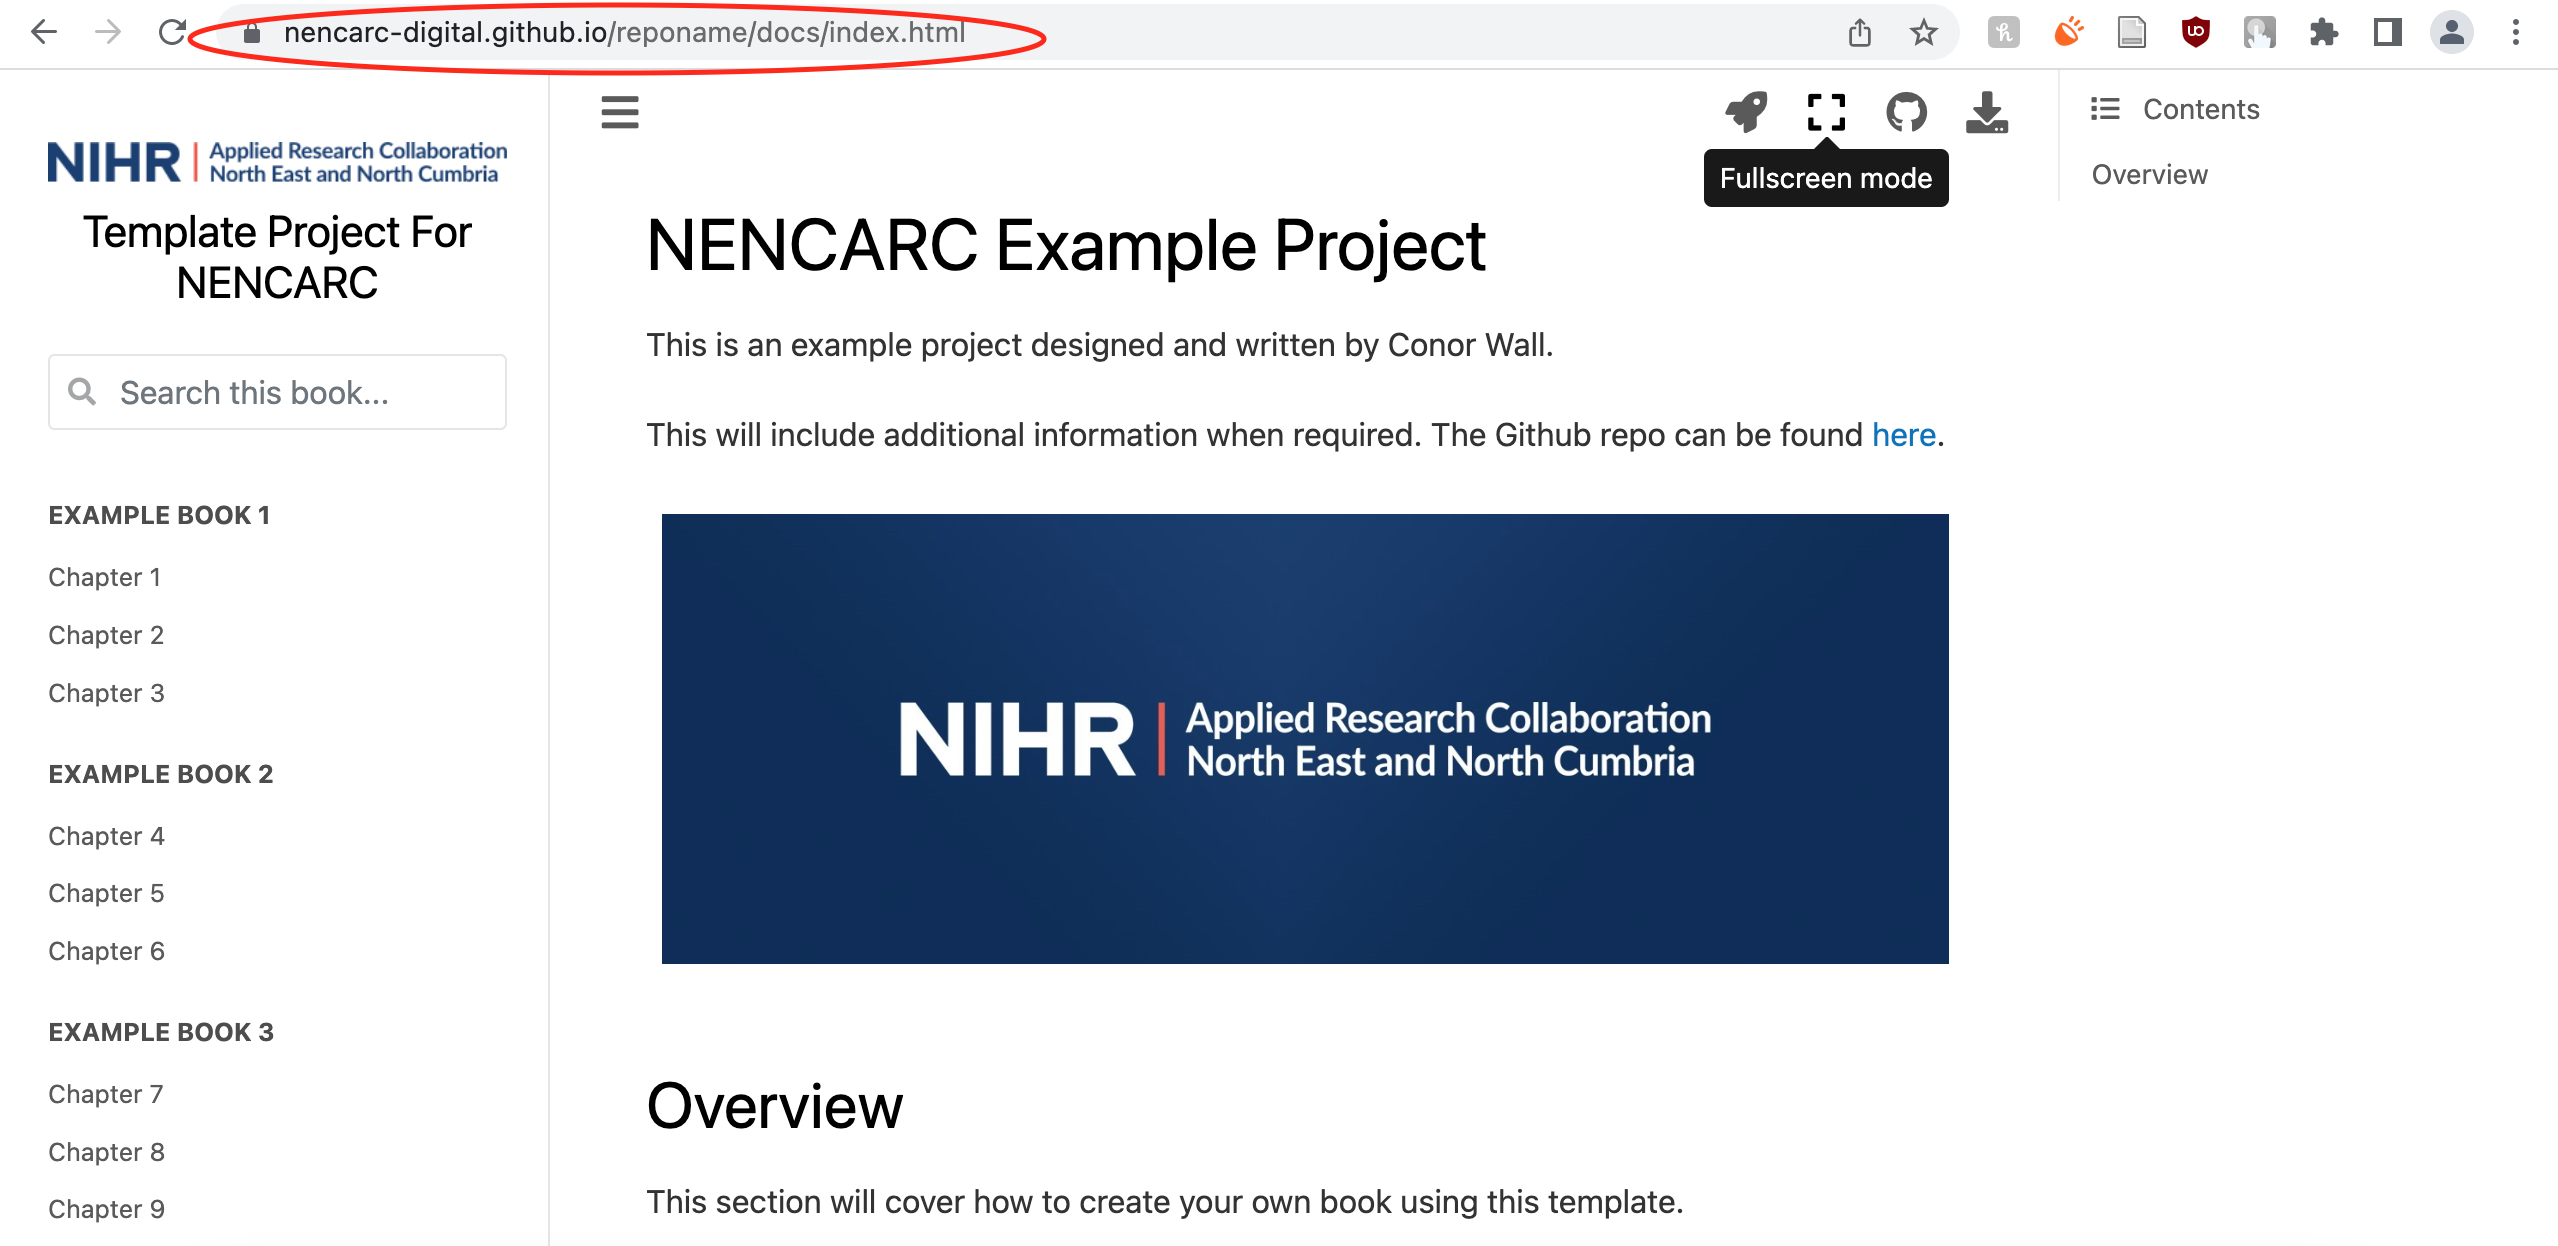 nencarc-digital.github.io/reponame/docs/index.html
NIHR | Applied Research Collaboration
North East and North Cumbria
Template Project For
NENCARC
Search this book...
EXAMPLE BOOK 1
Chapter 1
Chapter 2
Chapter 3
EXAMPLE BOOK 2
Chapter 4
Chapter 5
Chapter 6
EXAMPLE BOOK 3
Chapter 7
Chapter 8
Chapter 9
Fullscreen mode
NENCARC Example Project
This is an example project designed and written by Conor Wall.
This will include additional information when required. The Github repo can be found here.
NIHR | Applied Research Collaboration
North East and North Cumbria
Overview
This section will cover how to create your own book using this template.
Contents
Overview